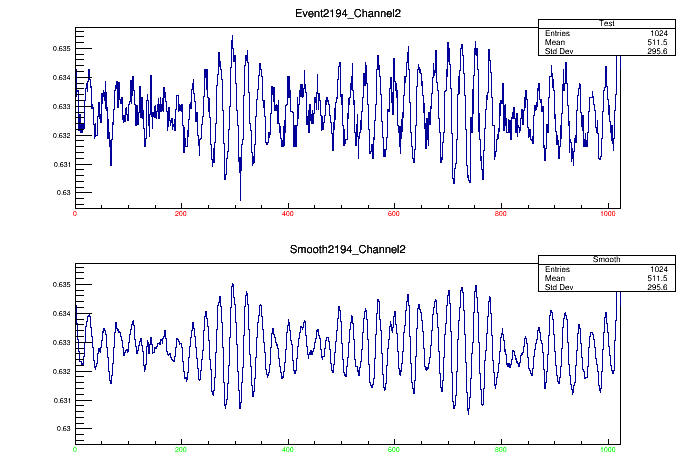 Event2194_Channel2
Test
Entries 1024
Mean 511.5
Std Dev 295.6
0.635
0.634
0.633
0.632
0.631
0.63
0 200 400 600 800 1000
Smooth2194_Channel2
Smooth
Entries 1024
Mean 511.5
Std Dev 295.6
0.635
0.634
0.633
0.632
0.631
0.63
0 200 400 600 800 1000